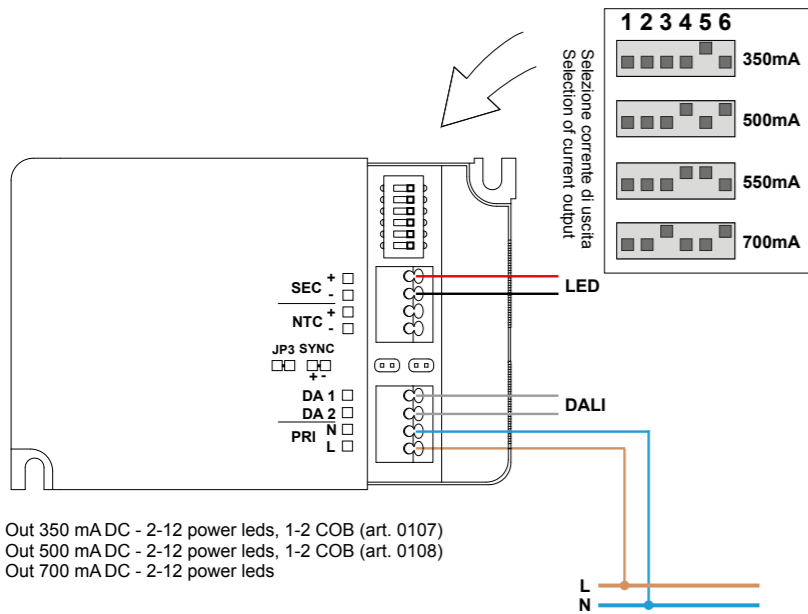 1 2 3 4 5 6
350mA
500mA
550mA
700mA
Selezione corrente di uscita
Selection of current output
SEC + -
NTC + -
JP3 SYNC
+ -
DA 1
DA 2
PRI N L
LED
DALI
Out 350 mA DC - 2-12 power leds, 1-2 COB (art. 0107)
Out 500 mA DC - 2-12 power leds, 1-2 COB (art. 0108)
Out 700 mA DC - 2-12 power leds
L
N